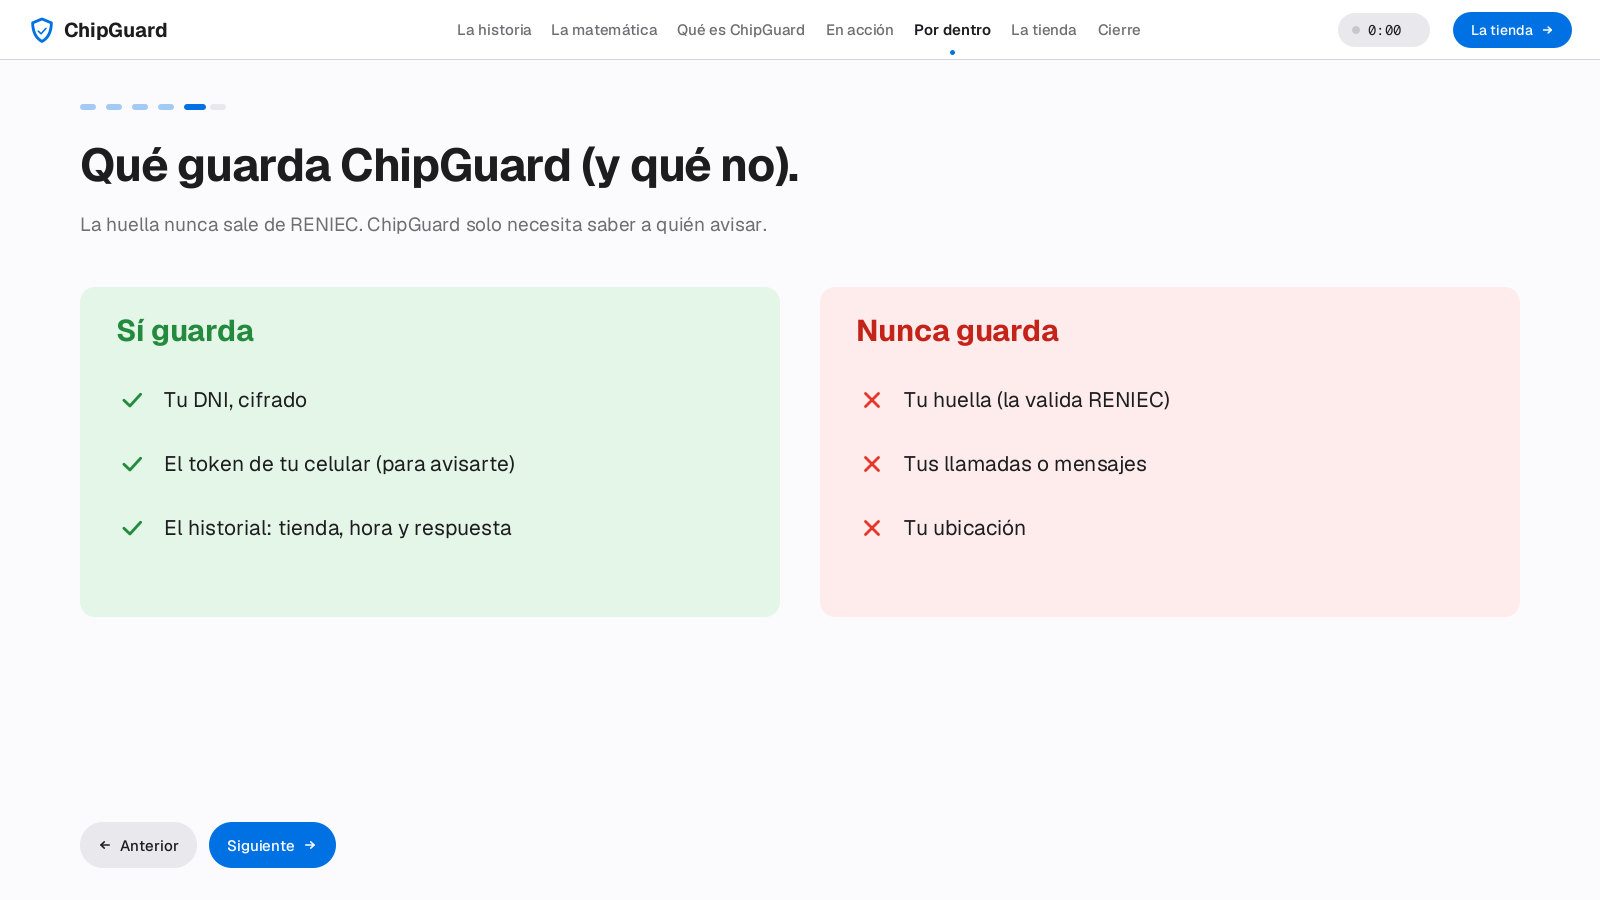 ChipGuard
La historia
La matemática
Qué es ChipGuard
En acción
Por dentro
La tienda
Cierre
0:00
La tienda →
Qué guarda ChipGuard (y qué no).
La huella nunca sale de RENIEC. ChipGuard solo necesita saber a quién avisar.
Sí guarda
Tu DNI, cifrado
El token de tu celular (para avisarte)
El historial: tienda, hora y respuesta
Nunca guarda
Tu huella (la valida RENIEC)
Tus llamadas o mensajes
Tu ubicación
← Anterior
Siguiente →